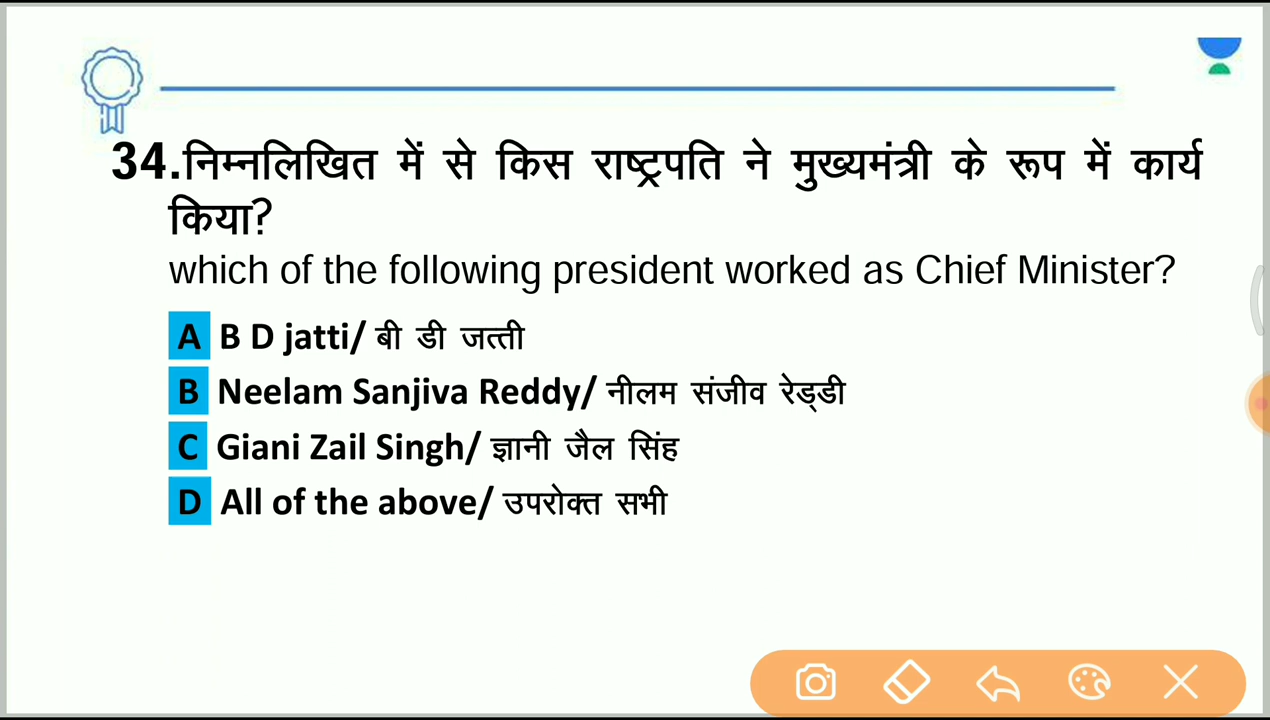 34.निम्नलिखित में से किस राष्ट्रपति ने मुख्यमंत्री के रूप में कार्य
किया?
which of the following president worked as Chief Minister?
A B D jatti/ बी डी जत्ती
B Neelam Sanjiva Reddy/ नीलम संजीव रेड्डी
C Giani Zail Singh/ ज्ञानी जैल सिंह
D All of the above/ उपरोक्त सभी